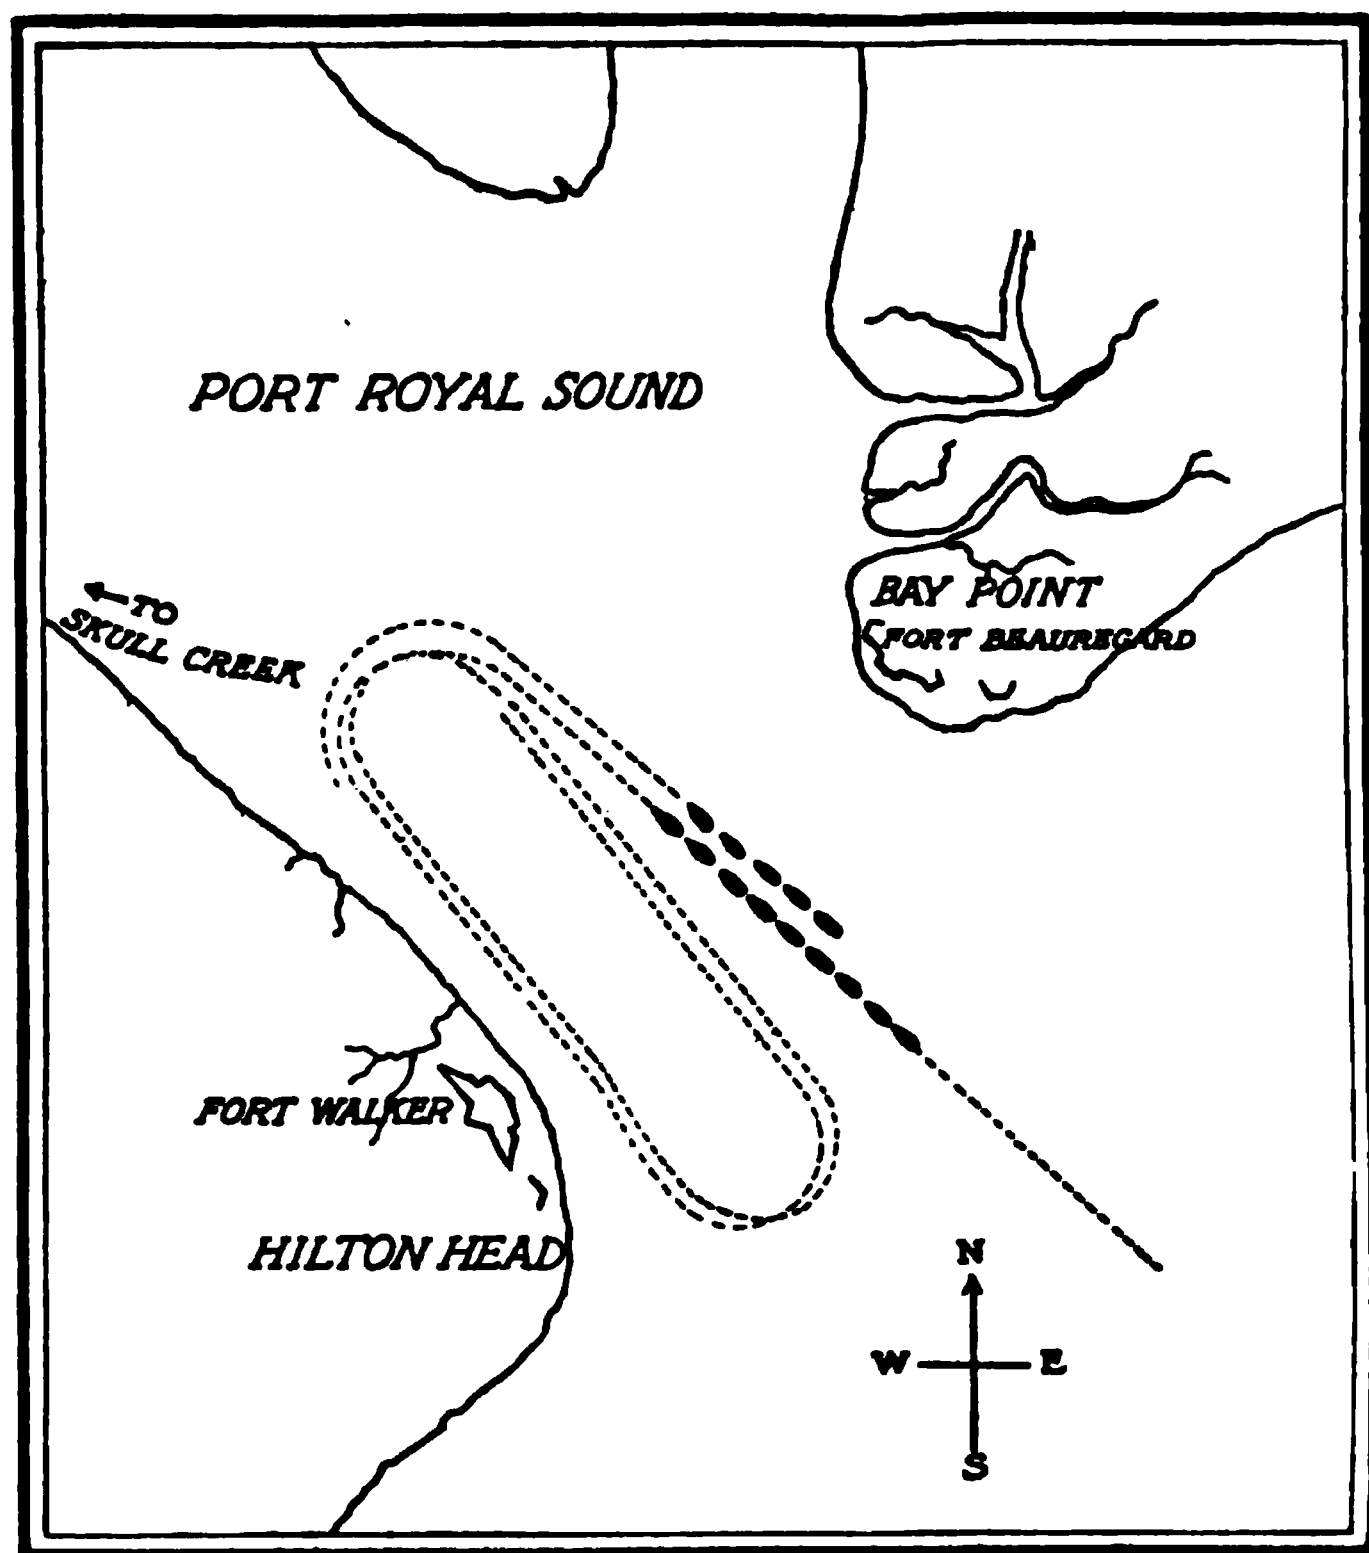 PORT ROYAL SOUND
← TO
SKULL CREEK
BAY POINT
FORT BEAUREGARD
FORT WALKER
HILTON HEAD
N
W E
S